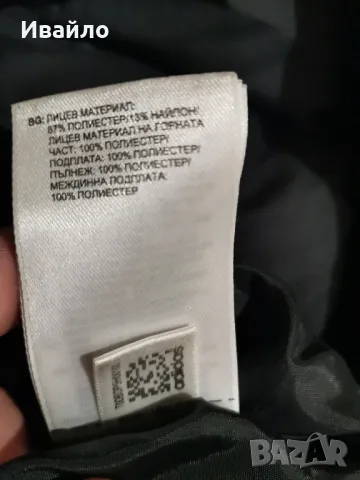 Ивайло
BG: ЛИЦЕВ МАТЕРИАЛ:
87% ПОЛИЕСТЕР/13% НАЙЛОН/
ЛИЦЕВ МАТЕРИАЛ НА ГОРНАТА
ЧАСТ: 100% ПОЛИЕСТЕР/
ПОДПЛАТА: 100% ПОЛИЕСТЕР/
ПЪЛНЕЖ: 100% ПОЛИЕСТЕР/
МЕЖДИННА ПОДПЛАТА:
100% ПОЛИЕСТЕР
adidas
BAZAR